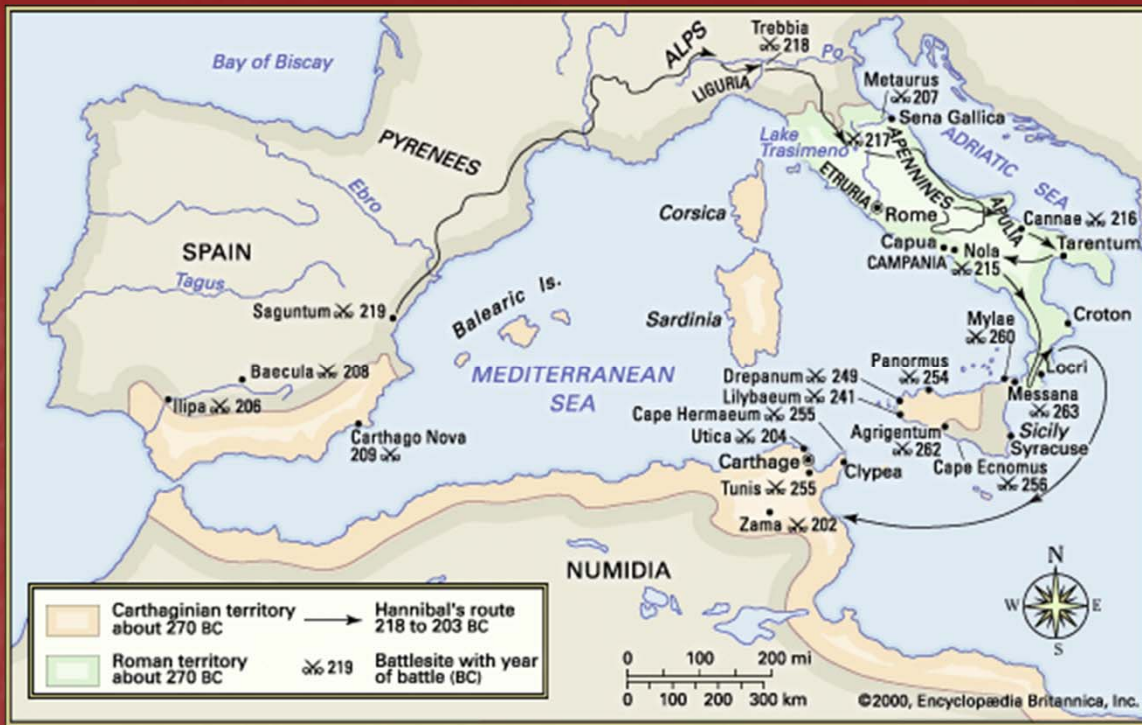 Bay of Biscay
PYRENEES
Ebro
SPAIN
Tagus
Saguntum 219
Baecula 208
Ilipa 206
Carthago Nova
209
Balearic Is.
MEDITERRANEAN
SEA
Corsica
Sardinia
ALPS
LIGURIA
Trebbia
218
Po
Metaurus
207
Sena Gallica
Lake
Trasimeno
217
ADRIATIC SEA
APENNINES
ETRURIA
Rome
APULIA
Cannae 216
Capua
Nola
Tarentum
CAMPANIA
215
Croton
Mylae
260
Locri
Panormus
254
Messana
263
Drepanum 249
Lilybaeum 241
Cape Hermaeum 255
Agrigentum
262
Sicily
Syracuse
Cape Ecnomus
256
Utica 204
Carthage
Clypea
Tunis 255
Zama 202
NUMIDIA
N
W
E
S
Carthaginian territory
about 270 BC
Hannibal's route
218 to 203 BC
Roman territory
about 270 BC
219
Battlesite with year
of battle (BC)
0 100 200 mi
0 100 200 300 km
©2000, Encyclopædia Britannica, Inc.